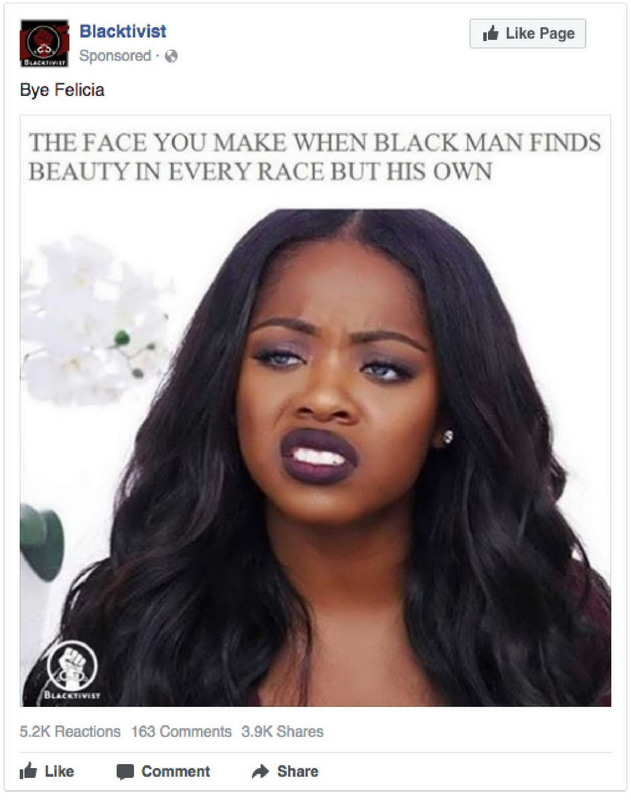 Blacktivist
Sponsored ·
Like Page
Bye Felicia
THE FACE YOU MAKE WHEN BLACK MAN FINDS
BEAUTY IN EVERY RACE BUT HIS OWN
BLACKTIVIST
5.2K Reactions 163 Comments 3.9K Shares
Like Comment Share